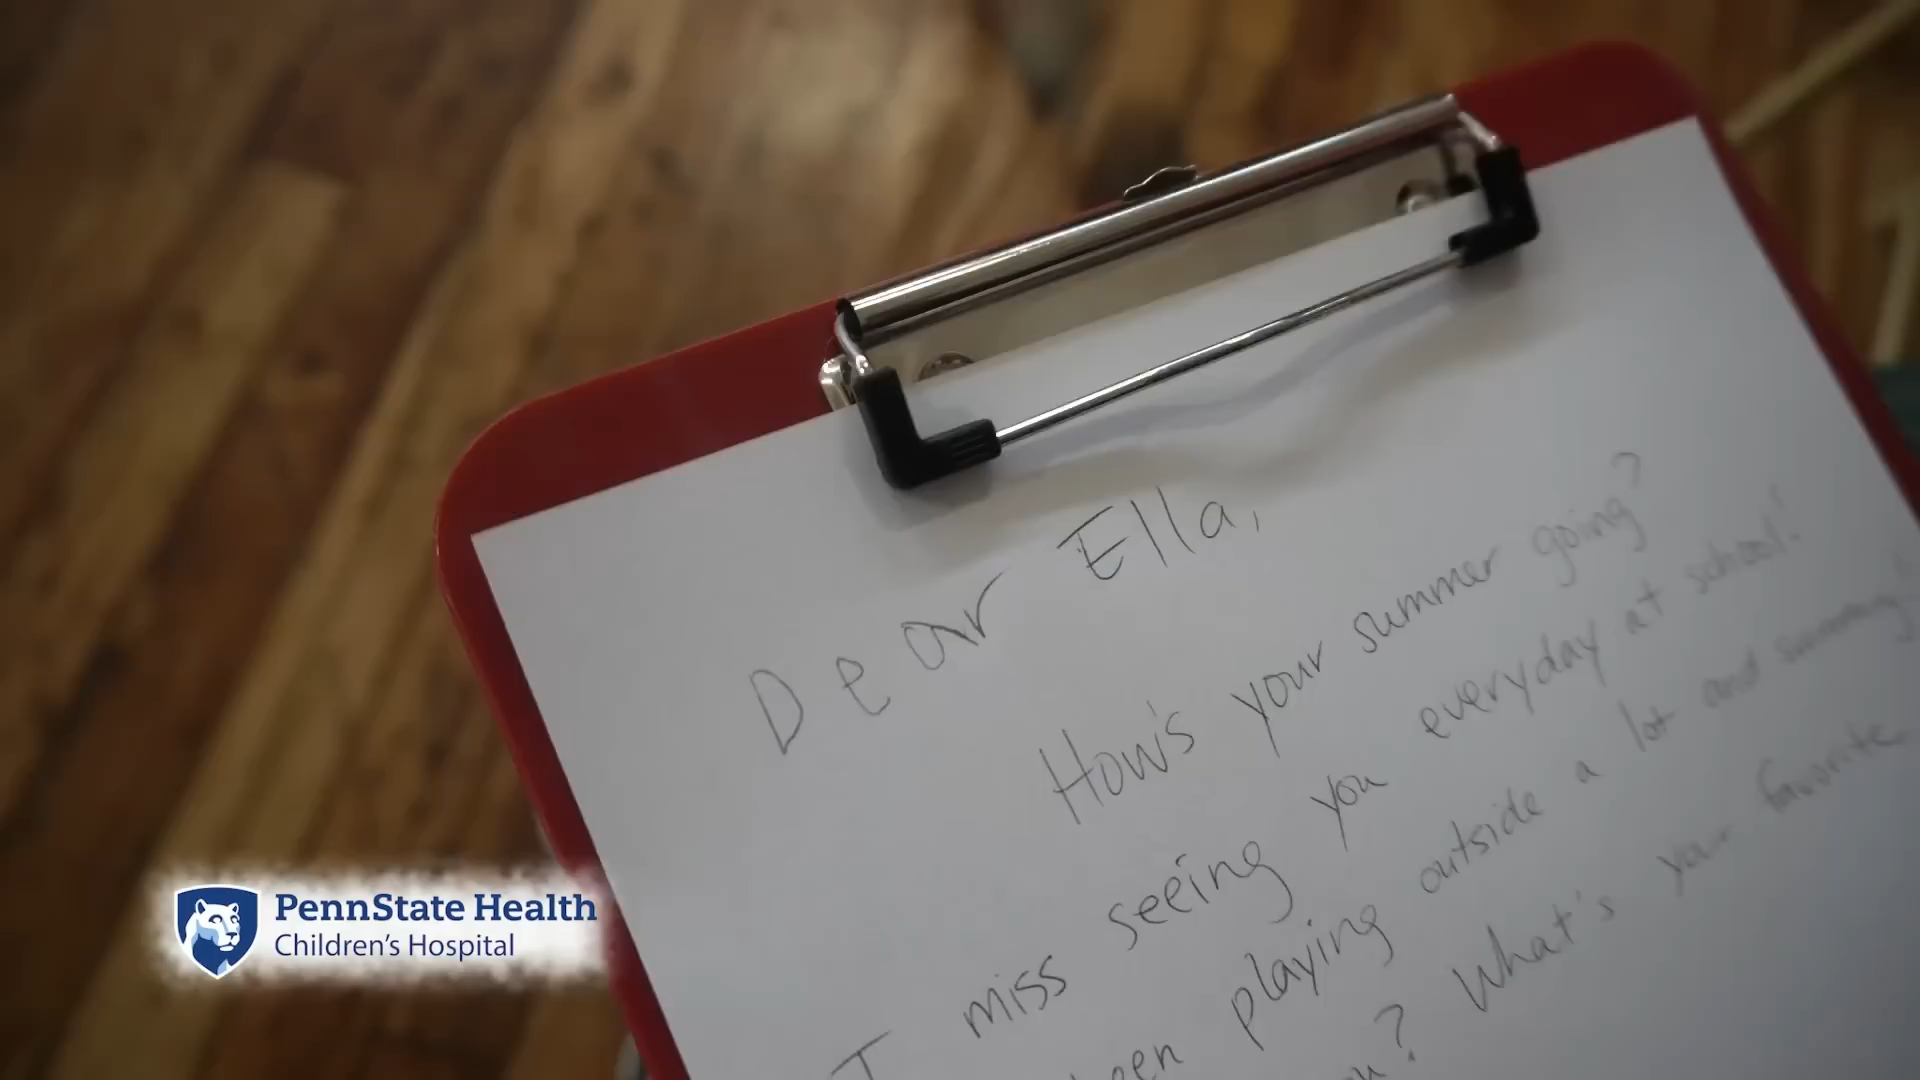 Dear Ella,
How's your summer going?
I miss seeing you everyday at school!
playing outside a lot and
? What's your favorite
PennState Health
Children's Hospital